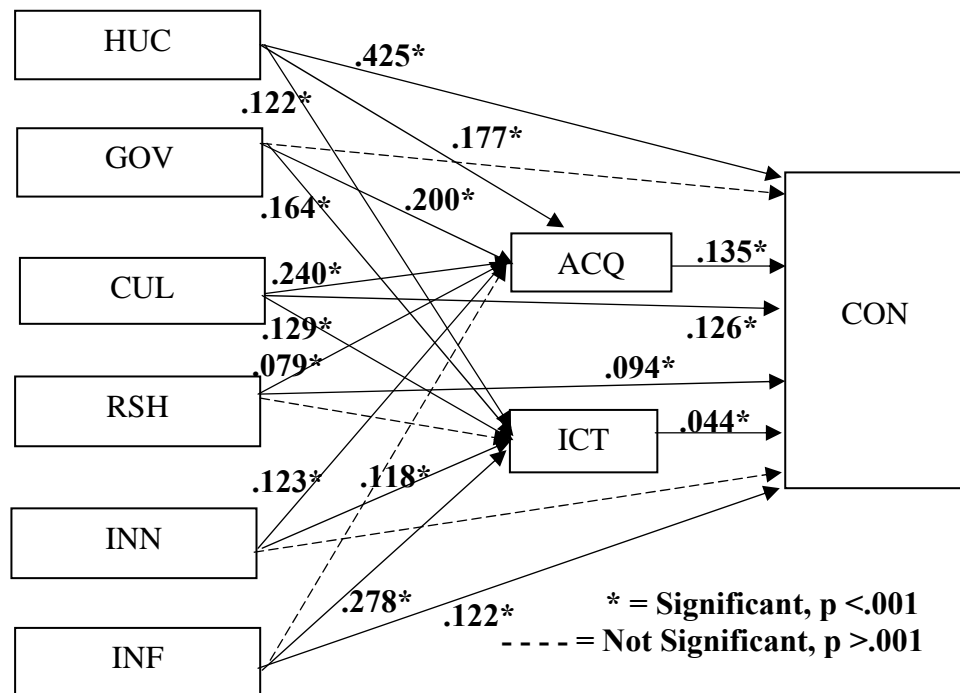 HUC
.425*
.122*
.177*
GOV
.200*
.164*
ACQ
.135*
CUL
.240*
CON
.126*
.129*
.079*
.094*
RSH
ICT
.044*
.123*
.118*
INN
.278*
.122*
* = Significant, p <.001
- - - - = Not Significant, p >.001
INF